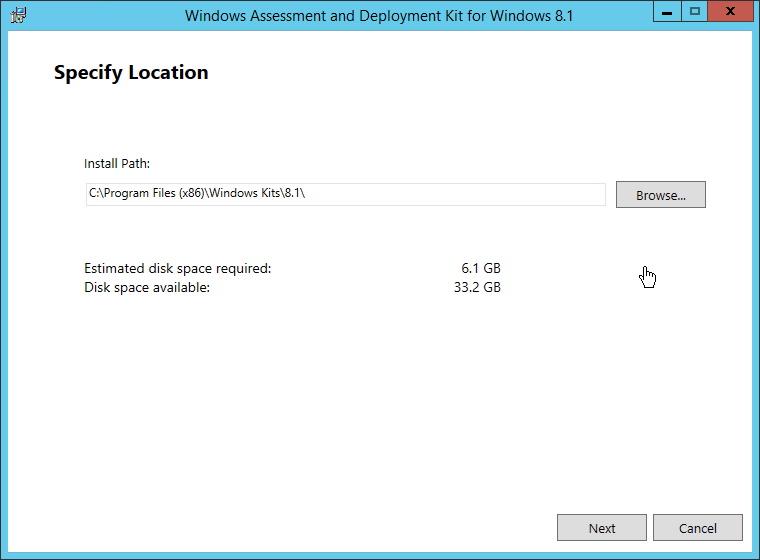 Windows Assessment and Deployment Kit for Windows 8.1
Specify Location
Install Path:
C:\Program Files (x86)\Windows Kits\8.1\
Browse...
Estimated disk space required: 6.1 GB
Disk space available: 33.2 GB
Next Cancel